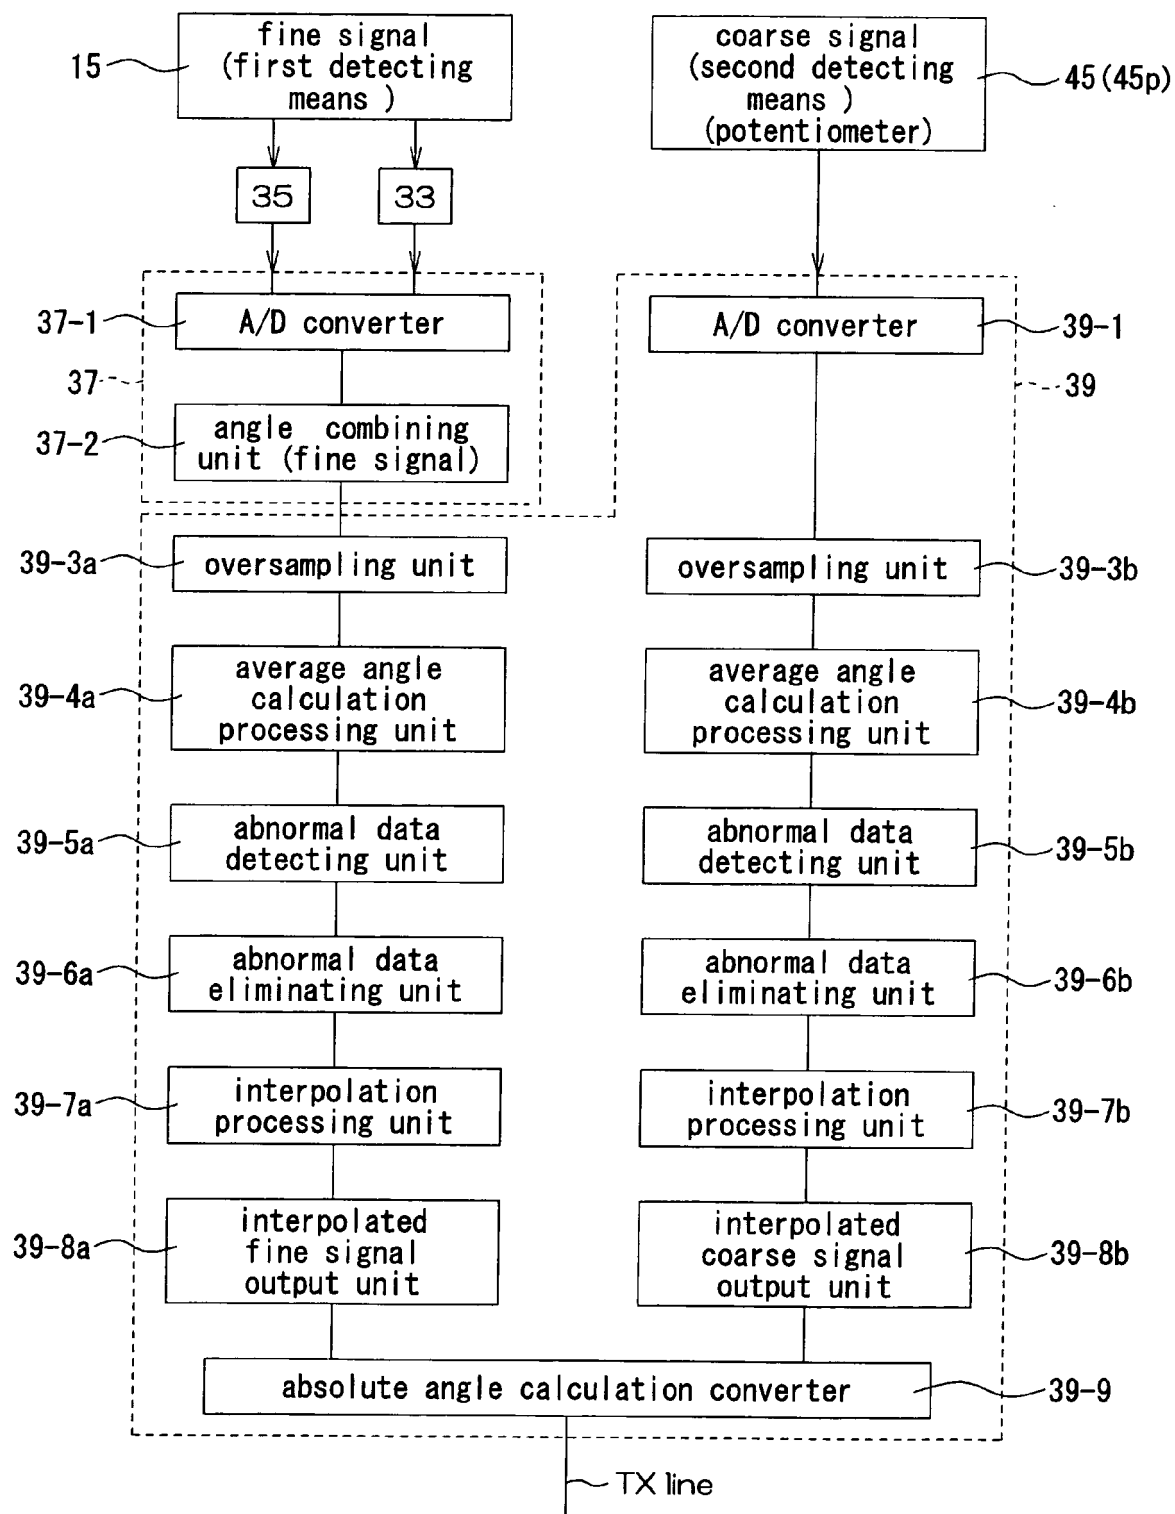 fine signal
(first detecting
means )
15
coarse signal
(second detecting
means )
(potentiometer)
45(45p)
35
33
37-1
A/D converter
A/D converter
39-1
37
39
37-2
angle combining
unit (fine signal)
39-3a
oversampling unit
oversampling unit
39-3b
39-4a
average angle
calculation
processing unit
average angle
calculation
processing unit
39-4b
39-5a
abnormal data
detecting unit
abnormal data
detecting unit
39-5b
39-6a
abnormal data
eliminating unit
abnormal data
eliminating unit
39-6b
39-7a
interpolation
processing unit
interpolation
processing unit
39-7b
39-8a
interpolated
fine signal
output unit
interpolated
coarse signal
output unit
39-8b
absolute angle calculation converter
39-9
TX line